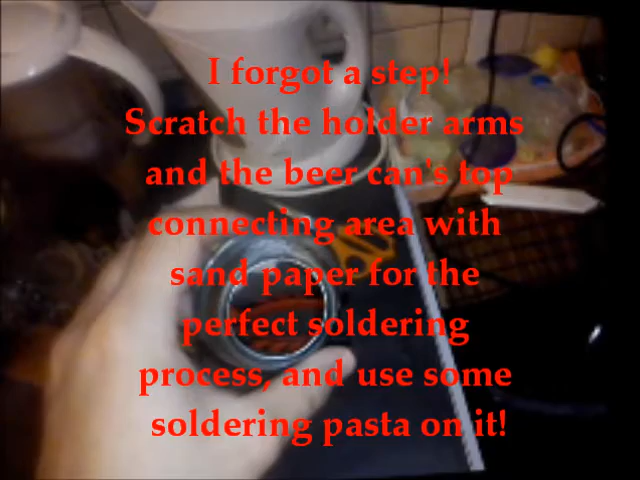 I forgot a step!
Scratch the holder arms
and the beer can's top
connecting area with
sand paper for the
perfect soldering
process, and use some
soldering pasta on it!